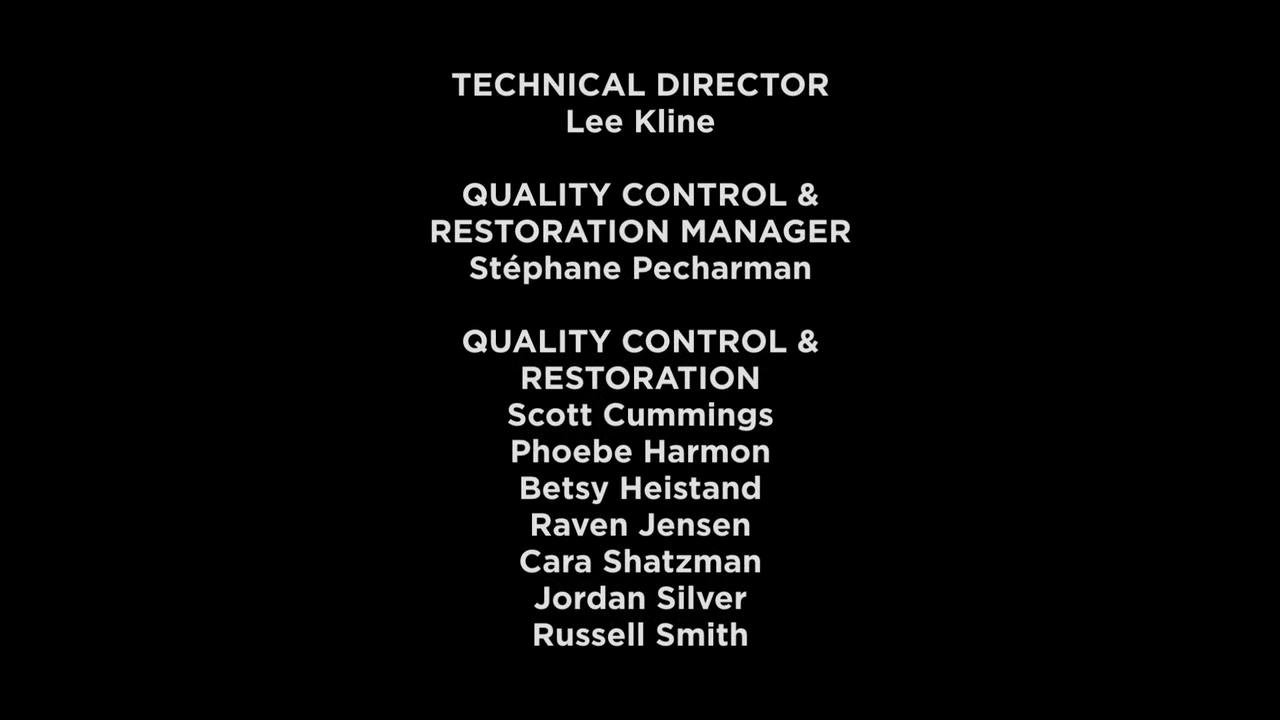 TECHNICAL DIRECTOR
Lee Kline
QUALITY CONTROL &
RESTORATION MANAGER
Stéphane Pecharman
QUALITY CONTROL &
RESTORATION
Scott Cummings
Phoebe Harmon
Betsy Heistand
Raven Jensen
Cara Shatzman
Jordan Silver
Russell Smith